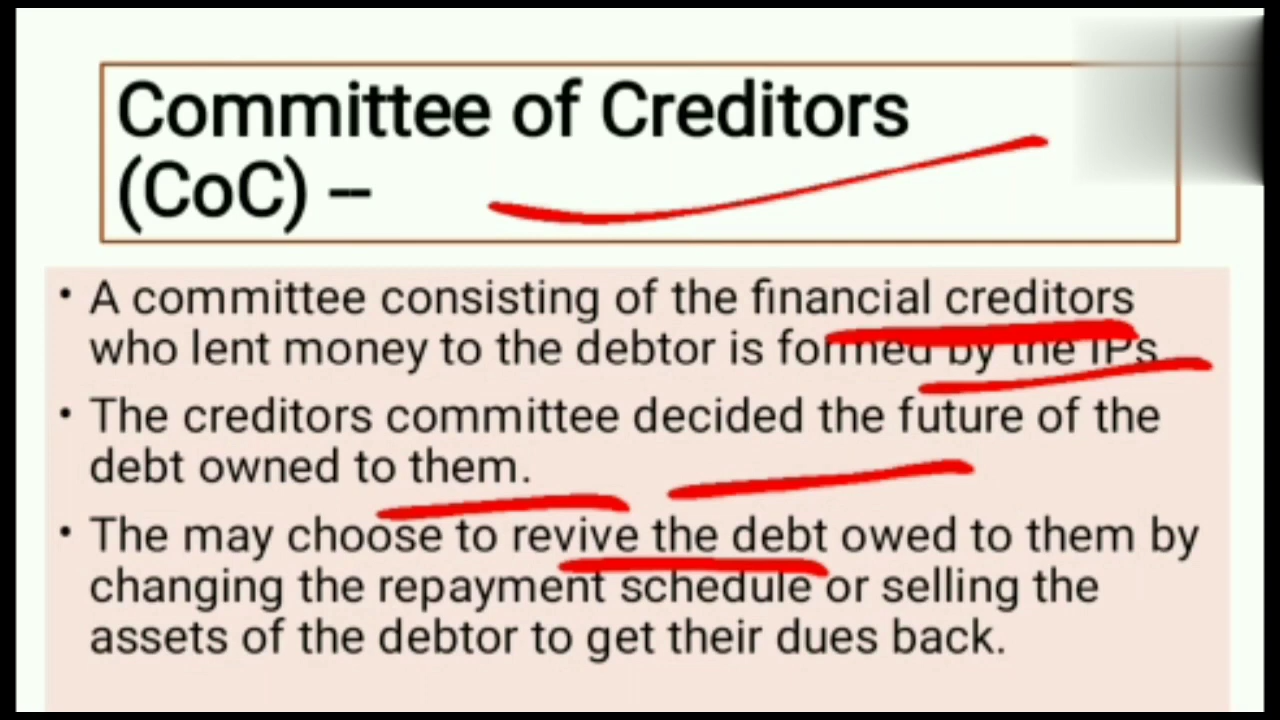 Committee of Creditors
(CoC) --
• A committee consisting of the financial creditors
who lent money to the debtor is formed by the IPs.
• The creditors committee decided the future of the
debt owned to them.
• The may choose to revive the debt owed to them by
changing the repayment schedule or selling the
assets of the debtor to get their dues back.